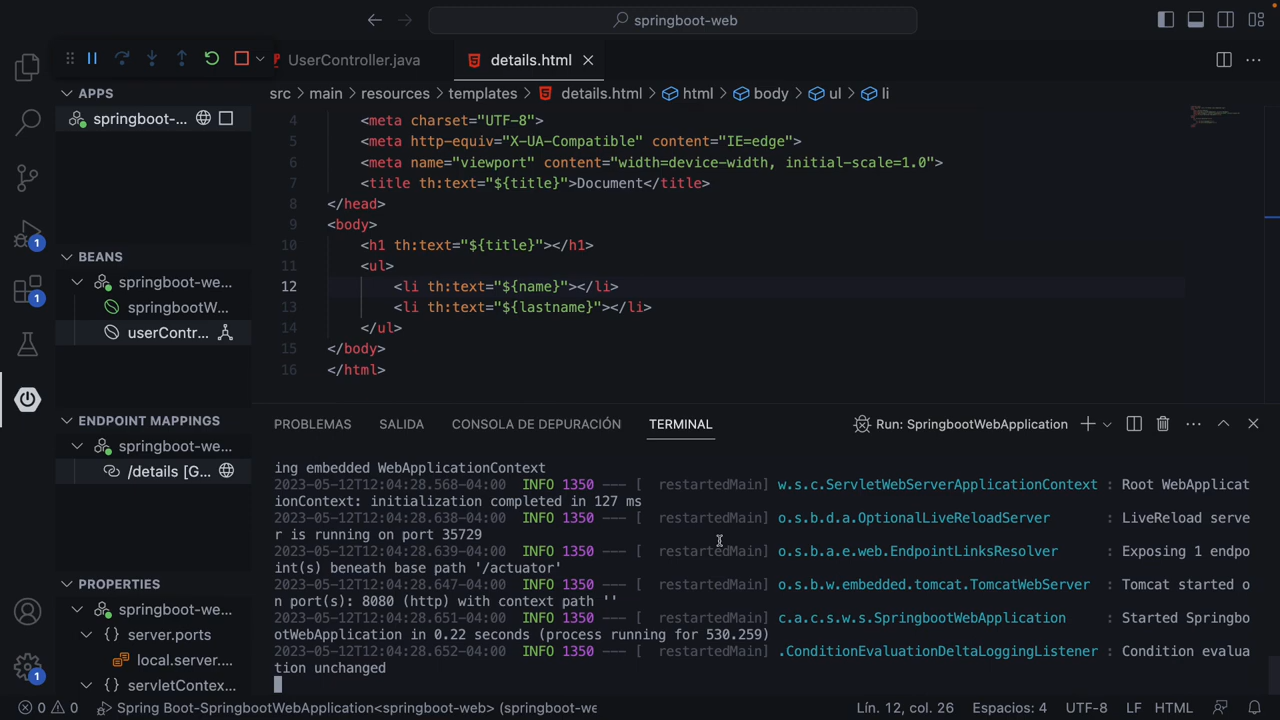 springboot-web
UserController.java
details.html
APPS
springboot-...
BEANS
springboot-we...
springbootW...
userContr...
ENDPOINT MAPPINGS
springboot-we...
/details [G...
PROPERTIES
springboot-we...
{} server.ports
local.server....
{} servletContex...
1
1
1
src > main > resources > templates > details.html > html > body > ul > li
4 <meta charset="UTF-8">
5 <meta http-equiv="X-UA-Compatible" content="IE=edge">
6 <meta name="viewport" content="width=device-width, initial-scale=1.0">
7 <title th:text="${title}">Document</title>
8 </head>
9 <body>
10 <h1 th:text="${title}"></h1>
11 <ul>
12 <li th:text="${name}"></li>
13 <li th:text="${lastname}"></li>
14 </ul>
15 </body>
16 </html>
PROBLEMAS SALIDA CONSOLA DE DEPURACIÓN TERMINAL Run: SpringbootWebApplication
ing embedded WebApplicationContext
2023-05-12T12:04:28.568-04:00 INFO 1350 --- [ restartedMain] w.s.c.ServletWebServerApplicationContext : Root WebApplicat
ionContext: initialization completed in 127 ms
2023-05-12T12:04:28.638-04:00 INFO 1350 --- [ restartedMain] o.s.b.d.a.OptionalLiveReloadServer : LiveReload serve
r is running on port 35729
2023-05-12T12:04:28.639-04:00 INFO 1350 --- [ restartedMain] o.s.b.a.e.web.EndpointLinksResolver : Exposing 1 endpo
int(s) beneath base path '/actuator'
2023-05-12T12:04:28.647-04:00 INFO 1350 --- [ restartedMain] o.s.b.w.embedded.tomcat.TomcatWebServer : Tomcat started o
n port(s): 8080 (http) with context path ''
2023-05-12T12:04:28.651-04:00 INFO 1350 --- [ restartedMain] c.a.c.s.w.s.SpringbootWebApplication : Started Springbo
otWebApplication in 0.22 seconds (process running for 530.259)
2023-05-12T12:04:28.652-04:00 INFO 1350 --- [ restartedMain] .ConditionEvaluationDeltaLoggingListener : Condition evalua
tion unchanged
0 0 Spring Boot-SpringbootWebApplication<springboot-web> (springboot-we Lín. 12, col. 26 Espacios: 4 UTF-8 LF HTML